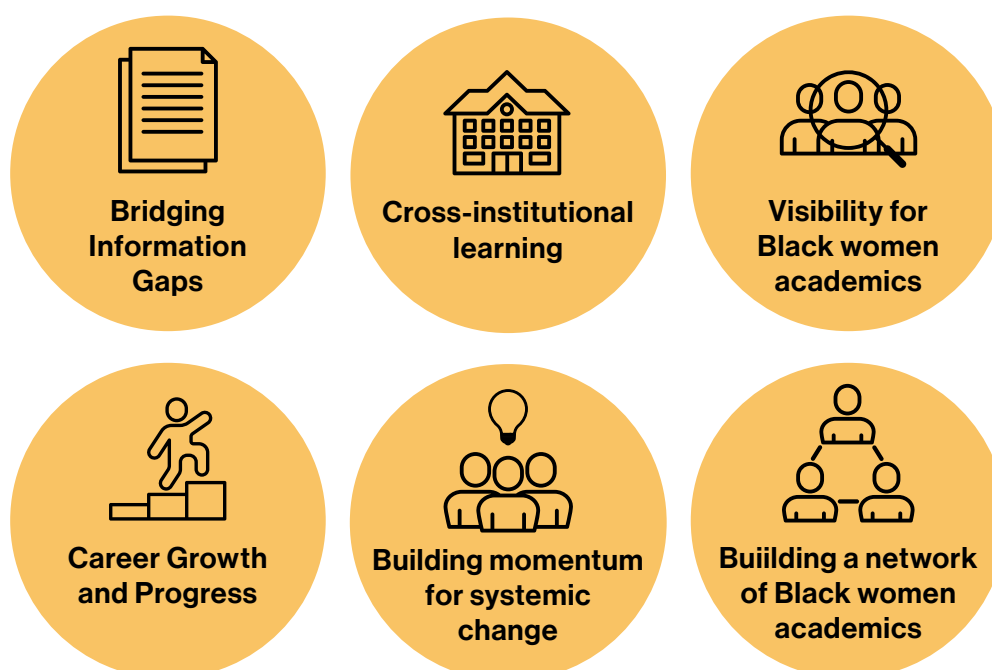 Bridging
Information
Gaps
Cross-institutional
learning
Visibility for
Black women
academics
Career Growth
and Progress
Building momentum
for systemic
change
Buiilding a network
of Black women
academics